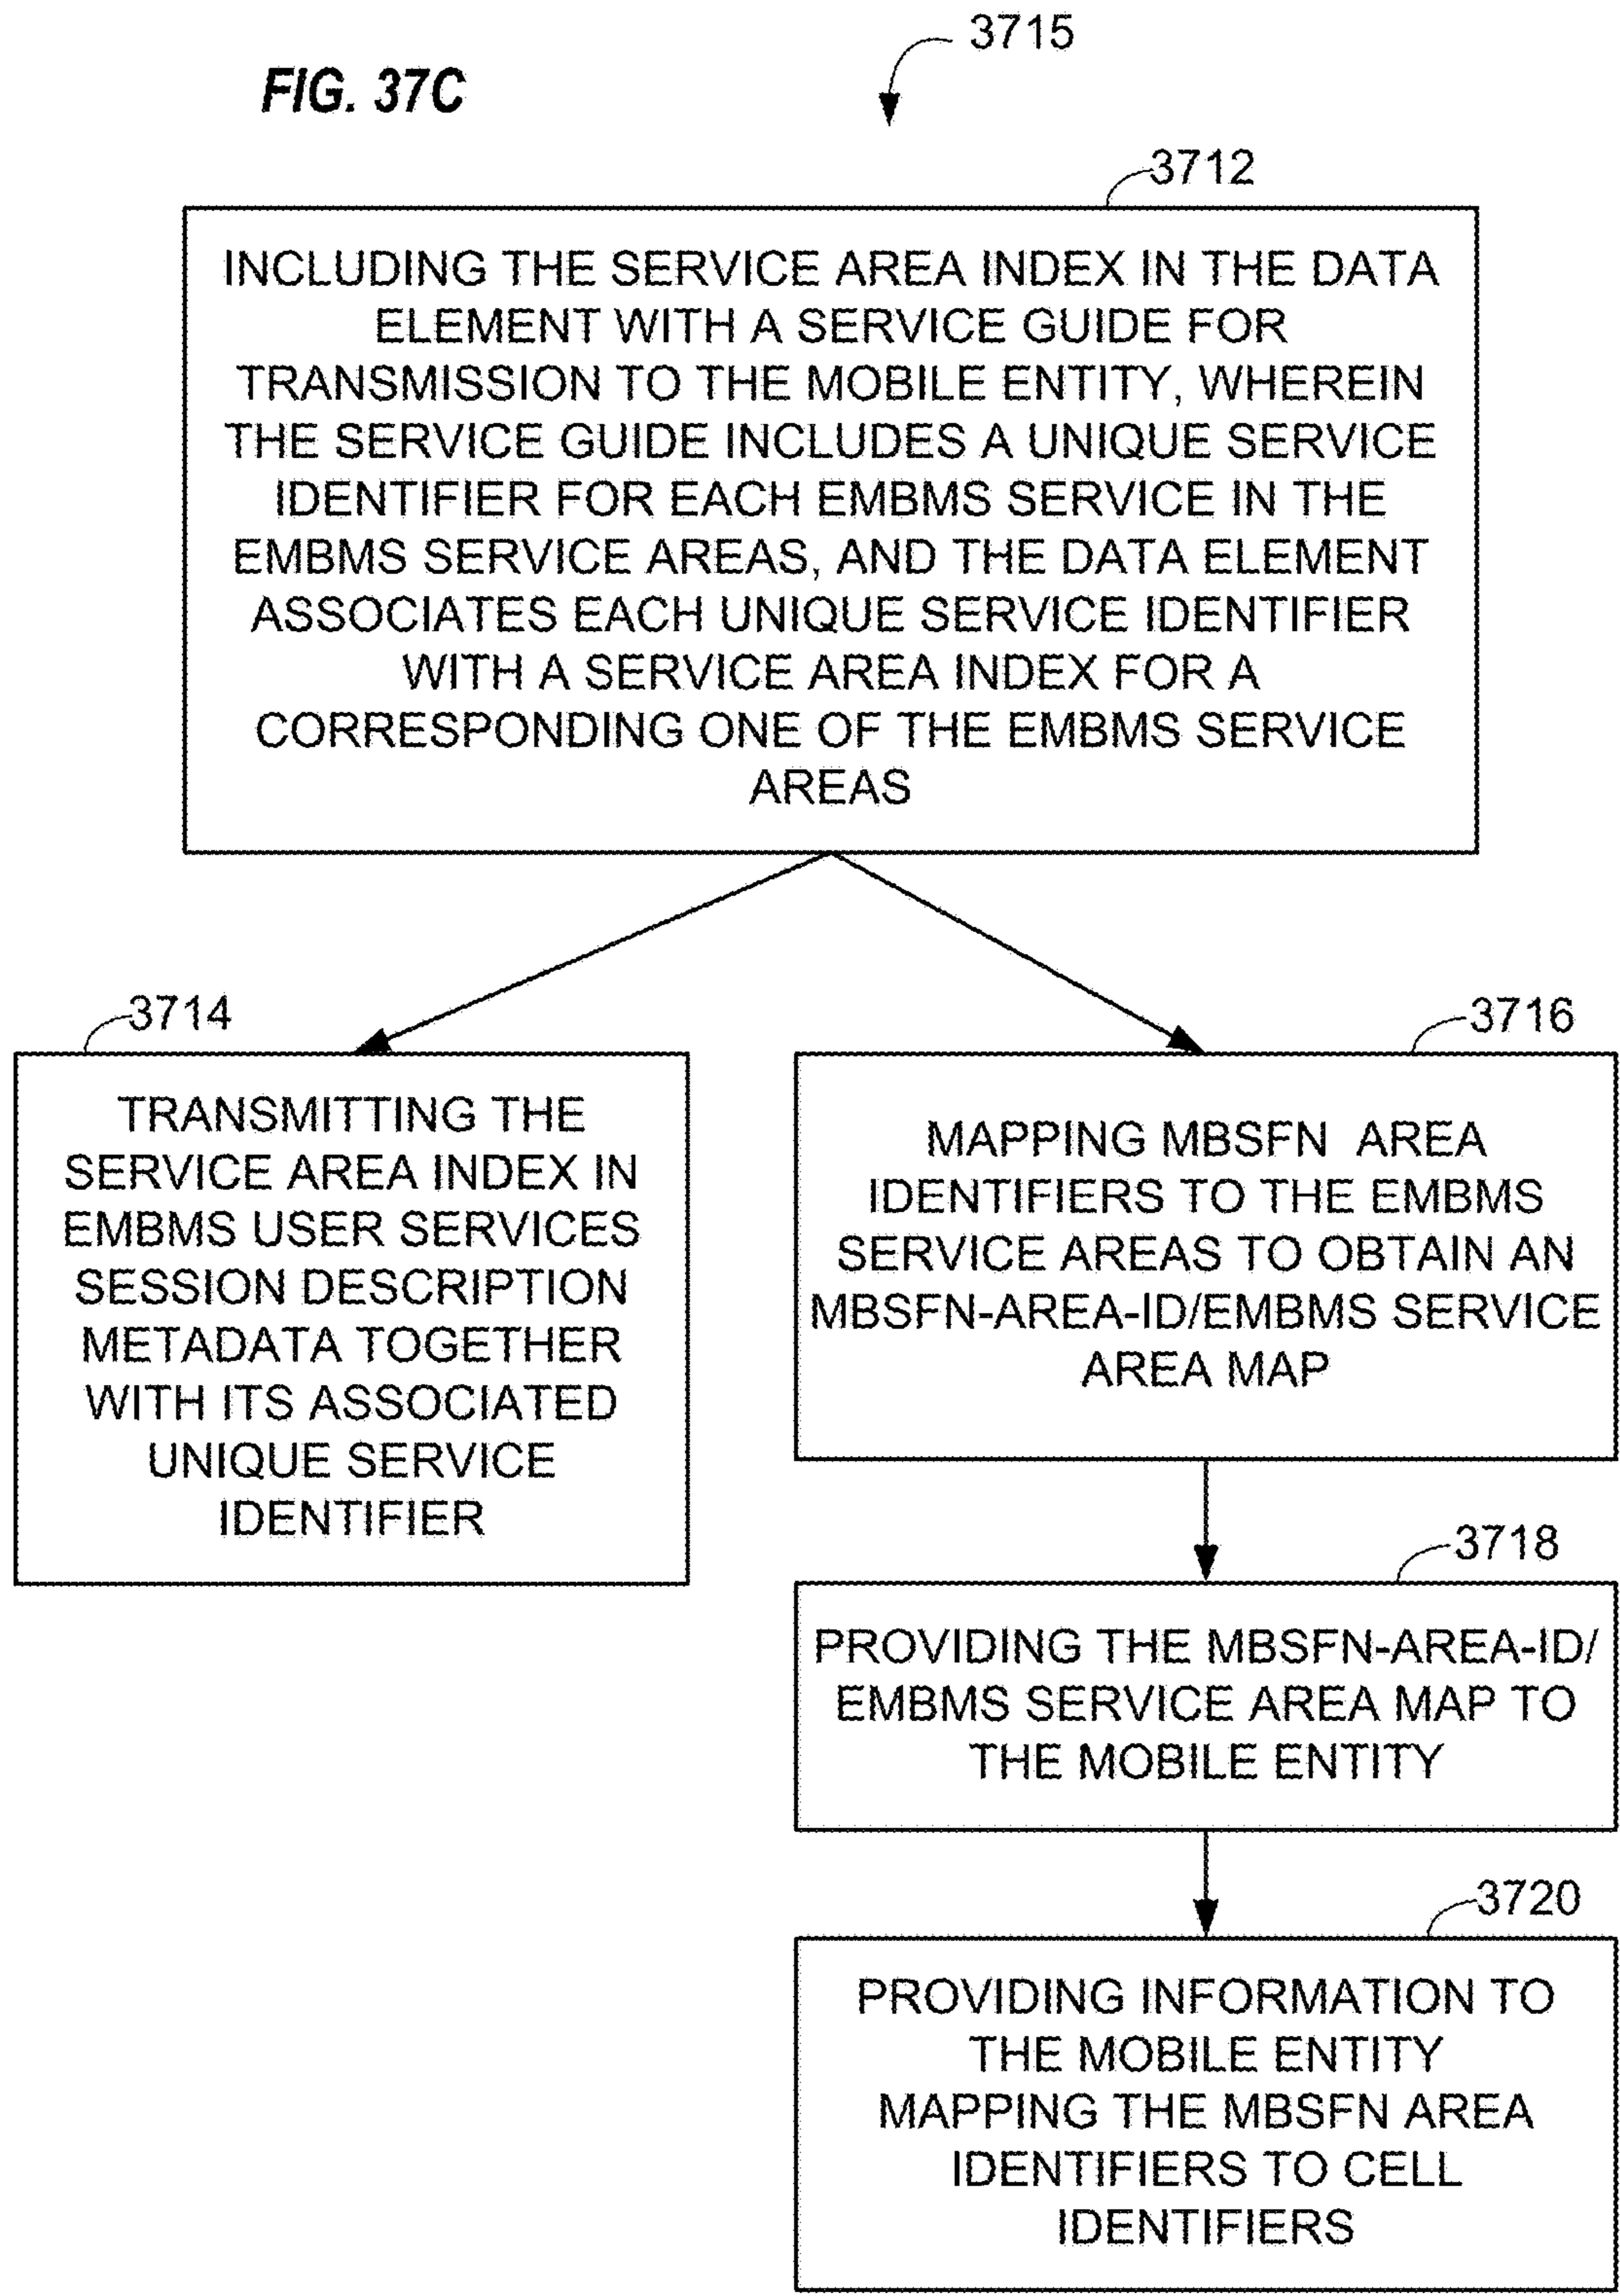 FIG. 37C
3715
3712
INCLUDING THE SERVICE AREA INDEX IN THE DATA
ELEMENT WITH A SERVICE GUIDE FOR
TRANSMISSION TO THE MOBILE ENTITY, WHEREIN
THE SERVICE GUIDE INCLUDES A UNIQUE SERVICE
IDENTIFIER FOR EACH EMBMS SERVICE IN THE
EMBMS SERVICE AREAS, AND THE DATA ELEMENT
ASSOCIATES EACH UNIQUE SERVICE IDENTIFIER
WITH A SERVICE AREA INDEX FOR A
CORRESPONDING ONE OF THE EMBMS SERVICE
AREAS
3714
TRANSMITTING THE
SERVICE AREA INDEX IN
EMBMS USER SERVICES
SESSION DESCRIPTION
METADATA TOGETHER
WITH ITS ASSOCIATED
UNIQUE SERVICE
IDENTIFIER
3716
MAPPING MBSFN AREA
IDENTIFIERS TO THE EMBMS
SERVICE AREAS TO OBTAIN AN
MBSFN-AREA-ID/EMBMS SERVICE
AREA MAP
3718
PROVIDING THE MBSFN-AREA-ID/
EMBMS SERVICE AREA MAP TO
THE MOBILE ENTITY
3720
PROVIDING INFORMATION TO
THE MOBILE ENTITY
MAPPING THE MBSFN AREA
IDENTIFIERS TO CELL
IDENTIFIERS